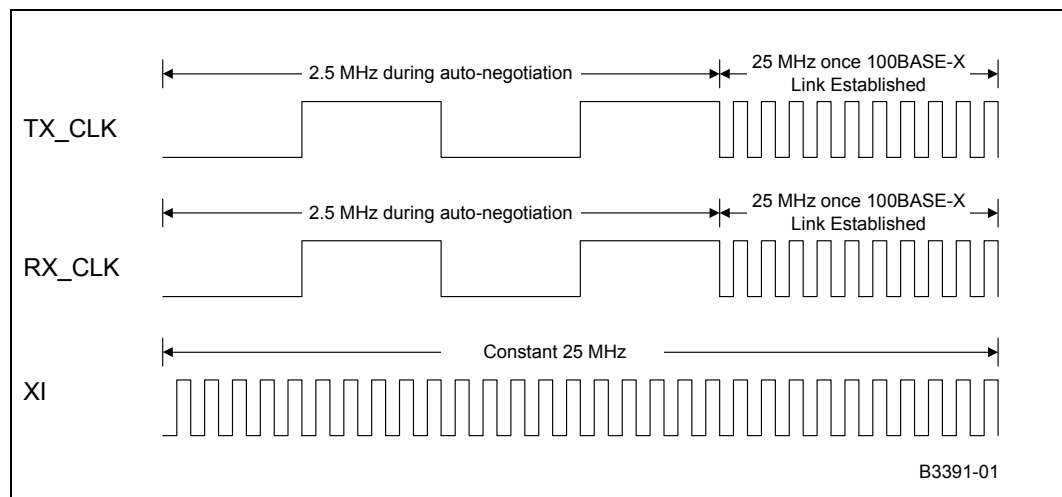 2.5 MHz during auto-negotiation
25 MHz once 100BASE-X
Link Established
TX_CLK
2.5 MHz during auto-negotiation
25 MHz once 100BASE-X
Link Established
RX_CLK
Constant 25 MHz
XI
B3391-01